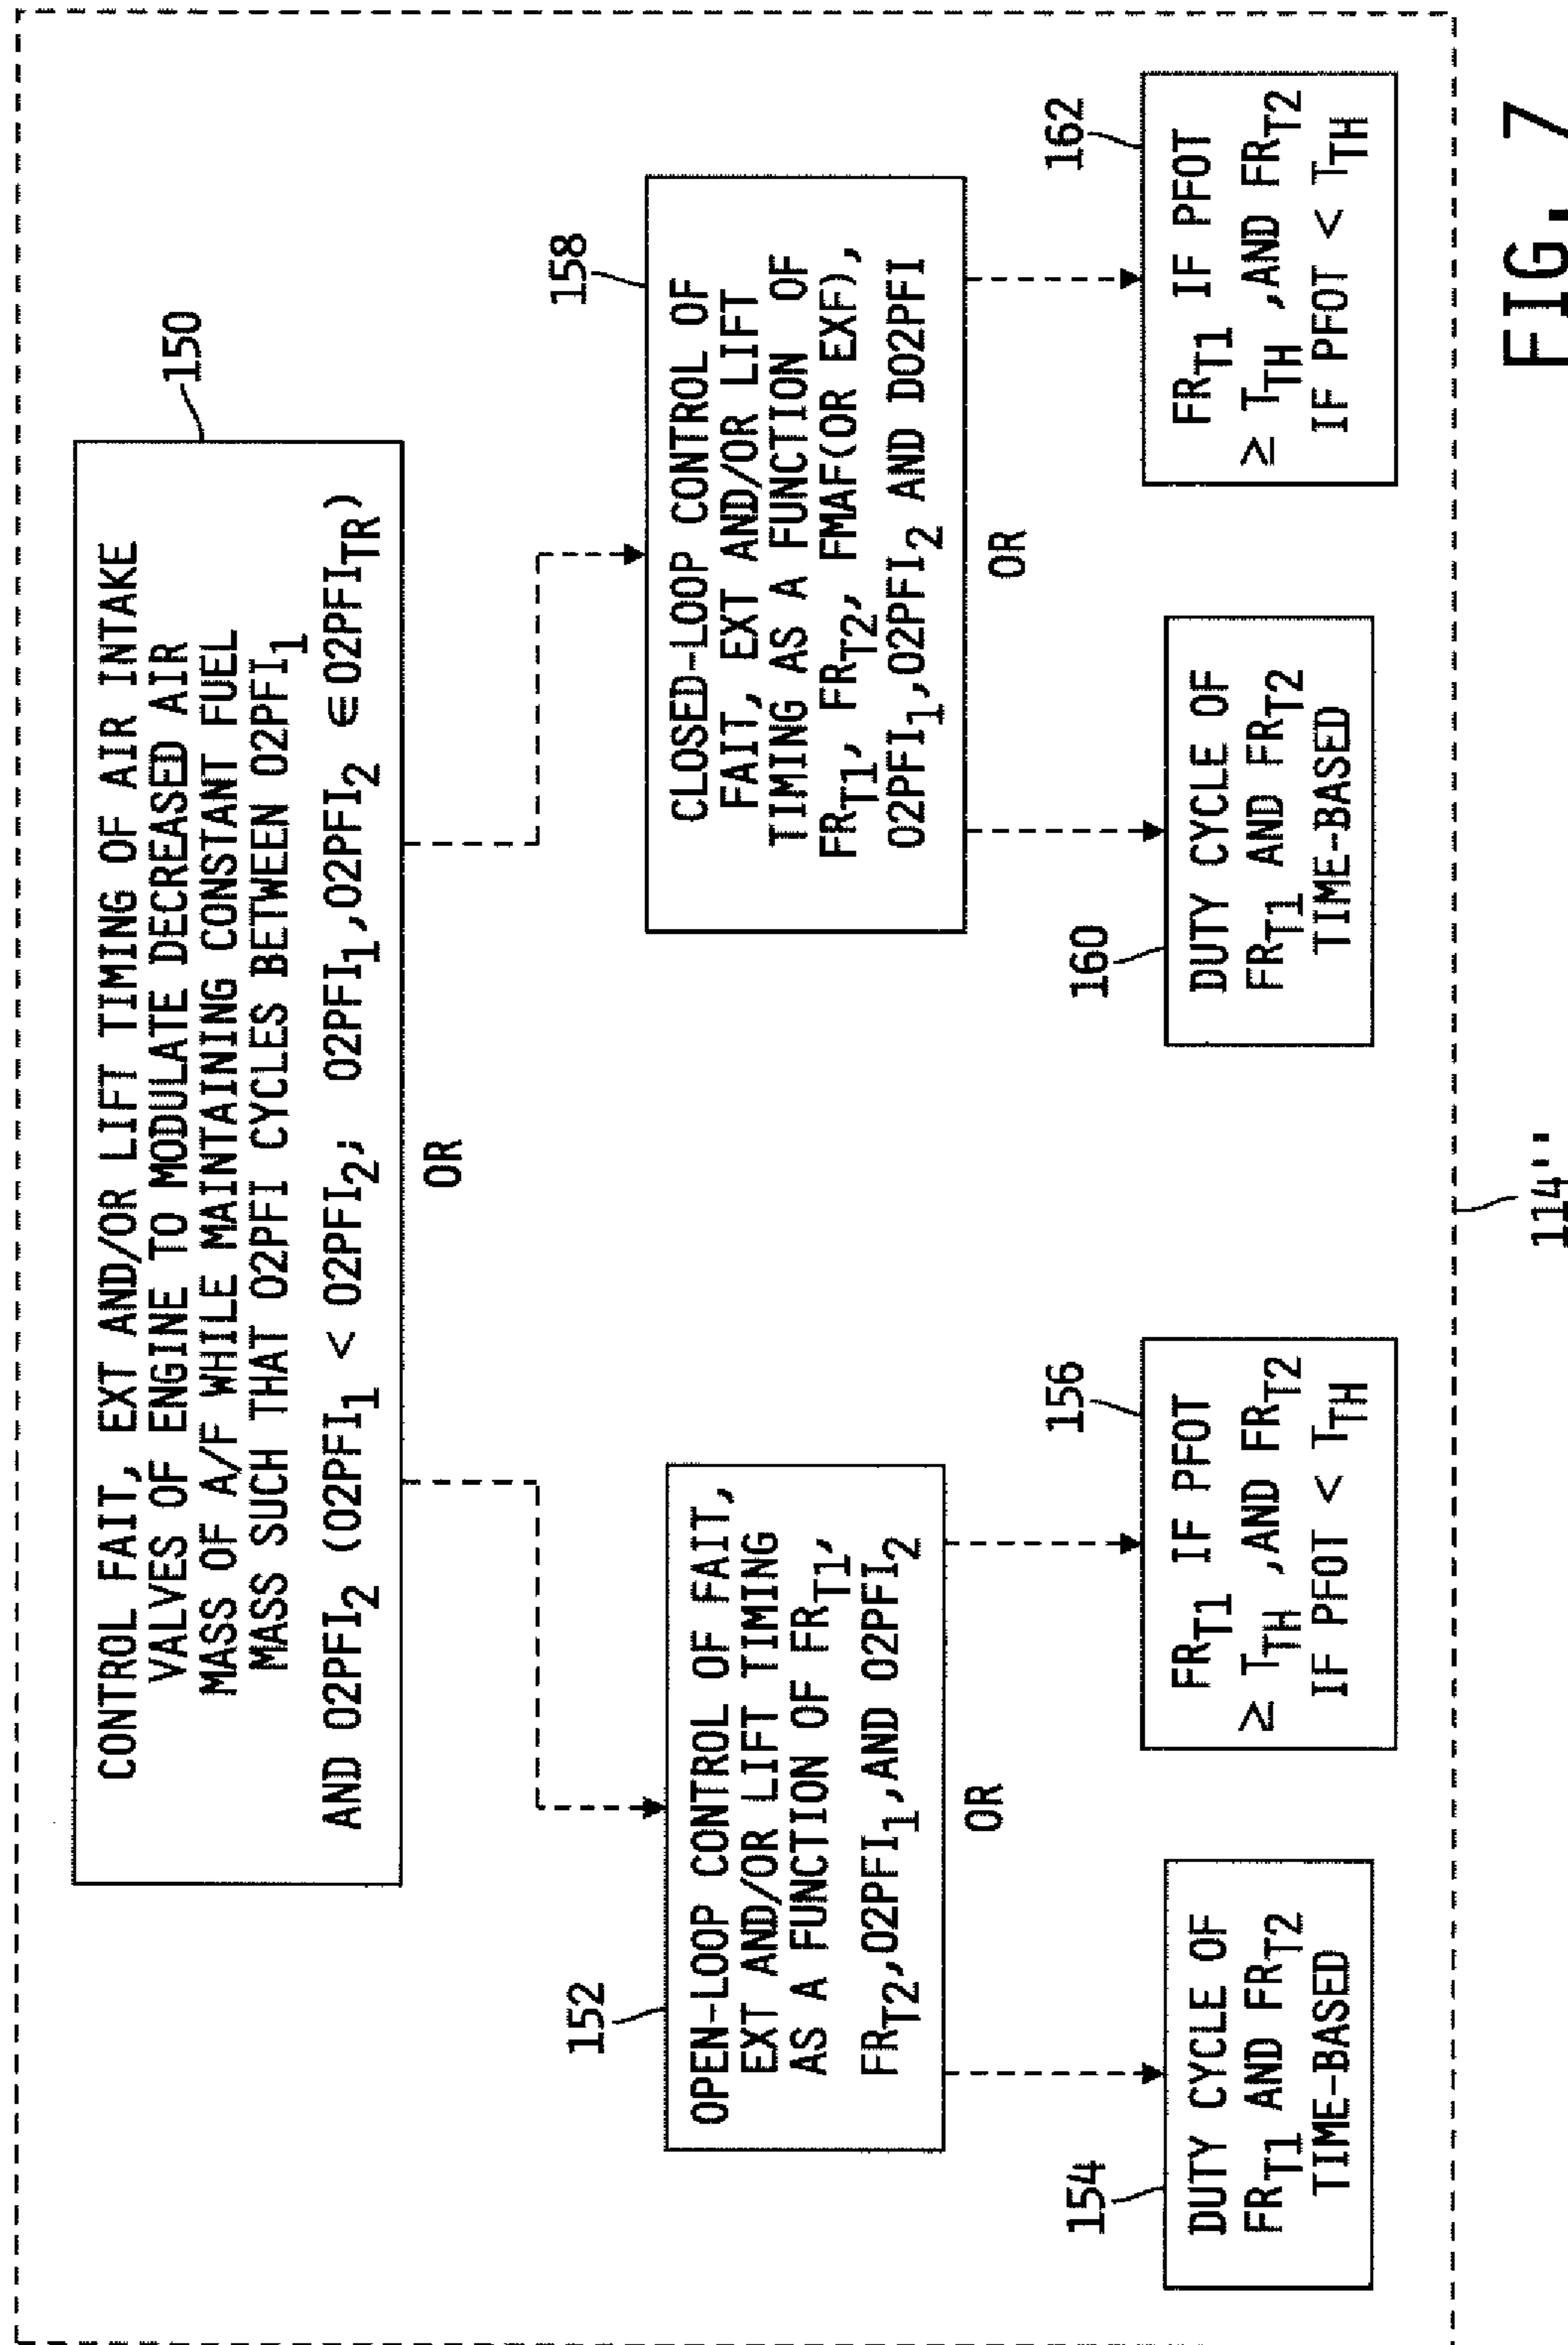 150
CONTROL FAIT, EXT AND/OR LIFT TIMING OF AIR INTAKE
VALVES OF ENGINE TO MODULATE DECREASED AIR
MASS OF A/F WHILE MAINTAINING CONSTANT FUEL
MASS SUCH THAT O2PFI CYCLES BETWEEN O2PFI1
AND O2PFI2 (O2PFI1 < O2PFI2; O2PFI1,O2PFI2 ∈ O2PFITR)
OR
152
OPEN-LOOP CONTROL OF FAIT,
EXT AND/OR LIFT TIMING
AS A FUNCTION OF FRT1,
FRT2,O2PFI1,AND O2PFI2
OR
158
CLOSED-LOOP CONTROL OF
FAIT, EXT AND/OR LIFT
TIMING AS A FUNCTION OF
FRT1, FRT2, FMAF(OR EXF),
O2PFI1,O2PFI2 AND DO2PFI
OR
154
DUTY CYCLE OF
FRT1 AND FRT2
TIME-BASED
156
FRT1 IF PFOT
≥ TTH ,AND FRT2
IF PFOT < TTH
160
DUTY CYCLE OF
FRT1 AND FRT2
TIME-BASED
162
FRT1 IF PFOT
≥ TTH ,AND FRT2
IF PFOT < TTH
114''
FIG. 7